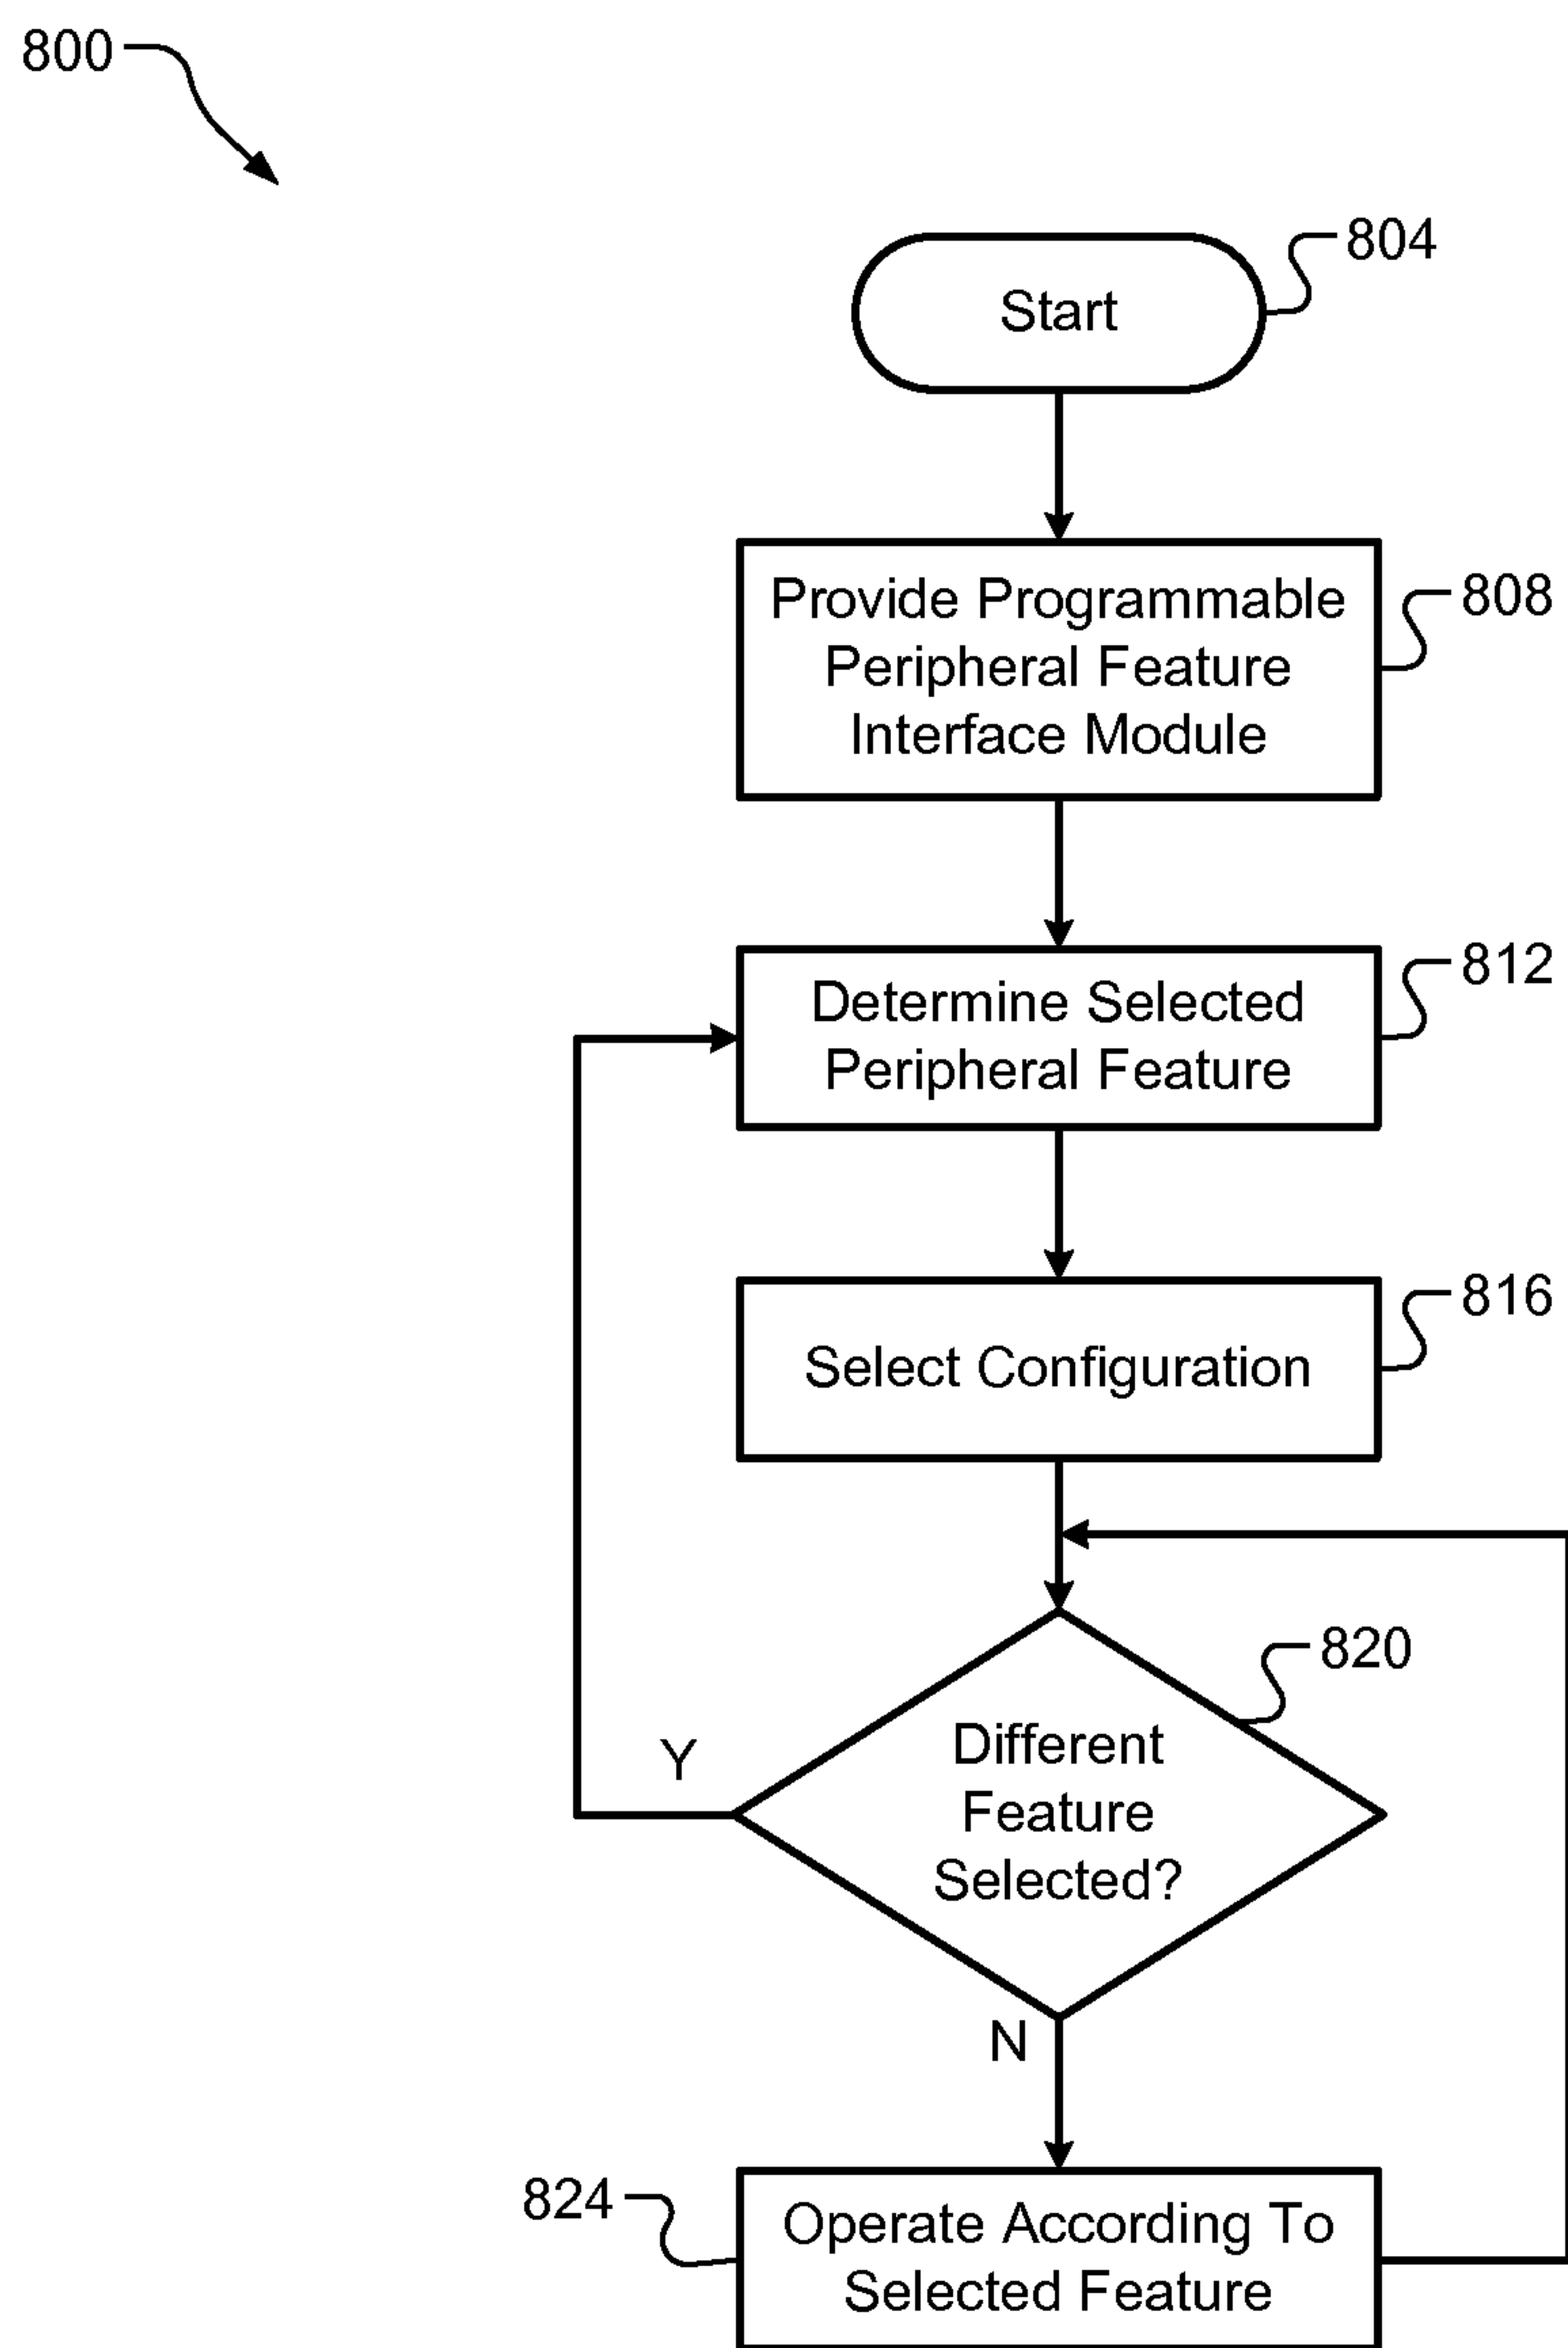 800
804
Start
Provide Programmable
Peripheral Feature
Interface Module
808
Determine Selected
Peripheral Feature
812
Select Configuration
816
820
Different
Feature
Selected?
Y
N
824
Operate According To
Selected Feature